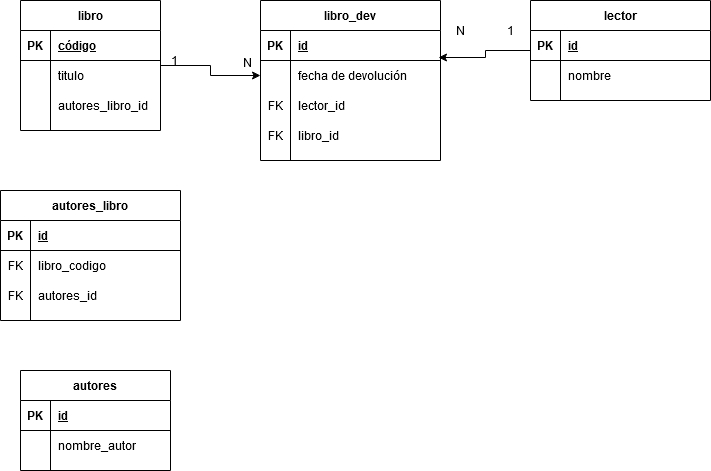 libro
PK código
titulo
autores_libro_id
1 N
libro_dev
PK id
fecha de devolución
FK lector_id
FK libro_id
N 1
lector
PK id
nombre
autores_libro
PK id
FK libro_codigo
FK autores_id
autores
PK id
nombre_autor